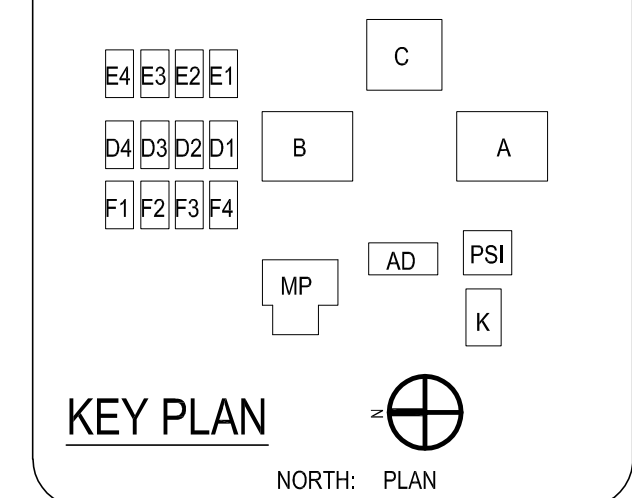 C
E4 E3 E2 E1
D4 D3 D2 D1 B A
F1 F2 F3 F4
AD PSI
MP
K
KEY PLAN N
NORTH: PLAN